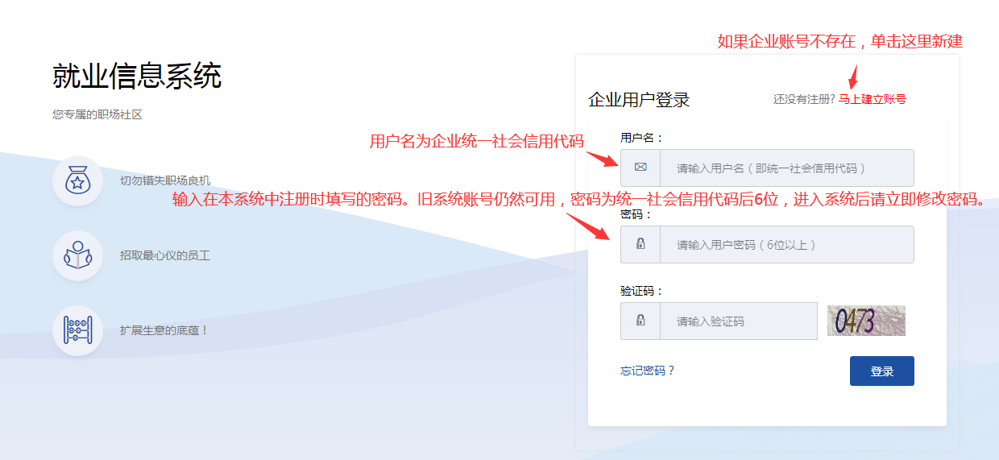 如果企业账号不存在，单击这里新建
就业信息系统
企业用户登录
还没有注册? 马上建立账号
您专属的职场社区
用户名：
用户名为企业统一社会信用代码
请输入用户名（即统一社会信用代码）
切勿错失职场良机
输入在本系统中注册时填写的密码。旧系统账号仍然可用，密码为统一社会信用代码后6位，进入系统后请立即修改密码。
密码：
请输入用户密码（6位以上）
招取最心仪的员工
验证码：
请输入验证码
0473
扩展生意的底蕴！
忘记密码？
登录